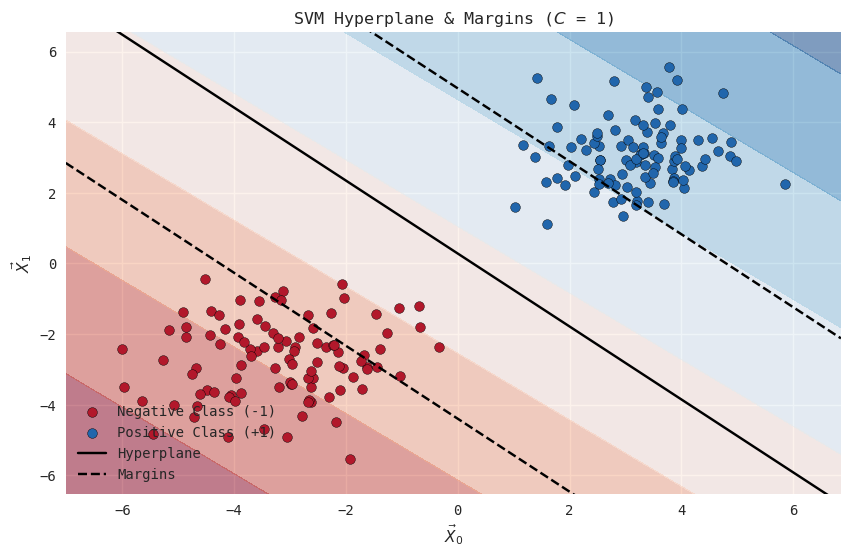 SVM Hyperplane & Margins (C = 1)
6
4
2
0
−2
−4
−6
X⃗₁
Negative Class (-1)
Positive Class (+1)
Hyperplane
Margins
−6 −4 −2 0 2 4 6
X⃗₀